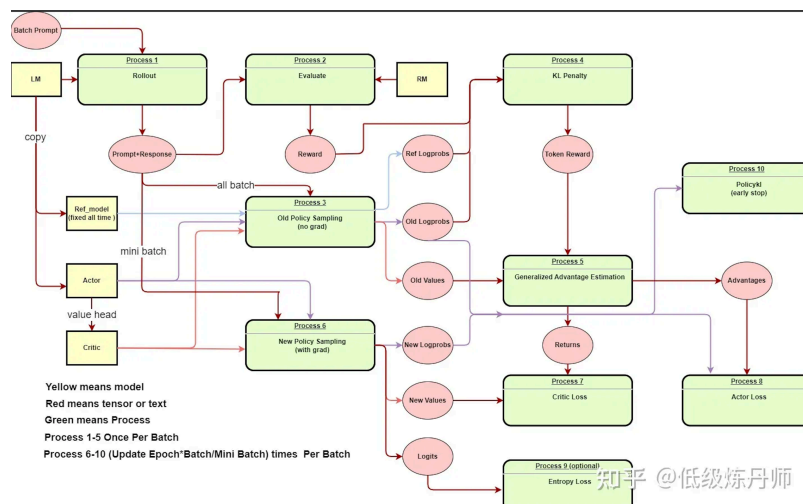 Batch Prompt
Process 1
Rollout
Process 2
Evaluate
Process 4
KL Penalty
LM
RM
copy
Prompt+Response
Reward
Ref Logprobs
Token Reward
all batch
Process 10
Policykl
(early stop)
Ref_model
(fixed all time )
Process 3
Old Policy Sampling
(no grad)
Old Logprobs
mini batch
Actor
Old Values
Process 5
Generalized Advantage Estimation
Advantages
value head
Process 6
New Policy Sampling
(with grad)
Critic
New Logprobs
Returns
Yellow means model
Red means tensor or text
Green means Process
Process 1-5 Once Per Batch
Process 6-10 (Update Epoch*Batch/Mini Batch) times Per Batch
New Values
Process 7
Critic Loss
Process 8
Actor Loss
Logits
Process 9 (optional)
Entropy Loss
知乎 @低级炼丹师